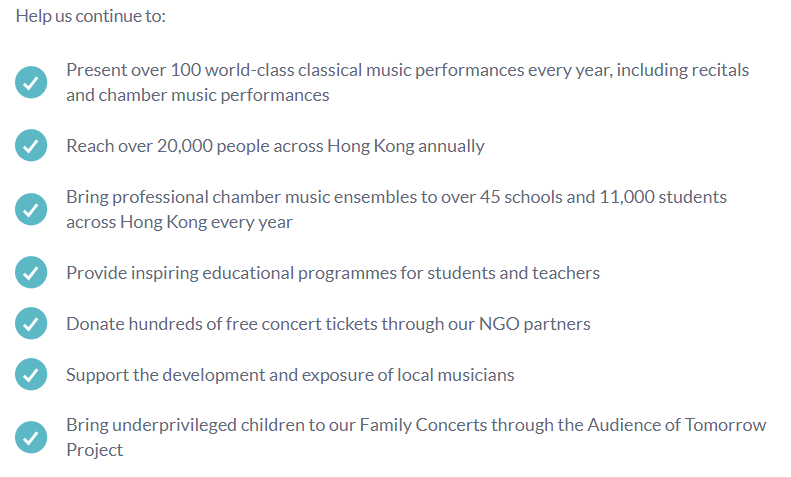 Help us continue to:
Present over 100 world-class classical music performances every year, including recitals
and chamber music performances
Reach over 20,000 people across Hong Kong annually
Bring professional chamber music ensembles to over 45 schools and 11,000 students
across Hong Kong every year
Provide inspiring educational programmes for students and teachers
Donate hundreds of free concert tickets through our NGO partners
Support the development and exposure of local musicians
Bring underprivileged children to our Family Concerts through the Audience of Tomorrow
Project